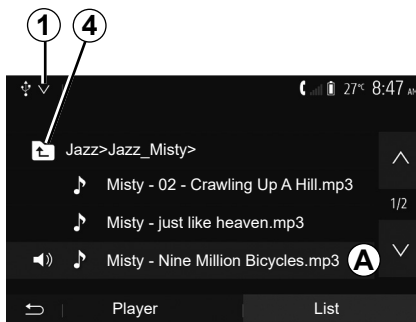 1 4
27°C 8:47 AM
Jazz>Jazz_Misty>
Misty - 02 - Crawling Up A Hill.mp3
1/2
Misty - just like heaven.mp3
Misty - Nine Million Bicycles.mp3 A
Player List